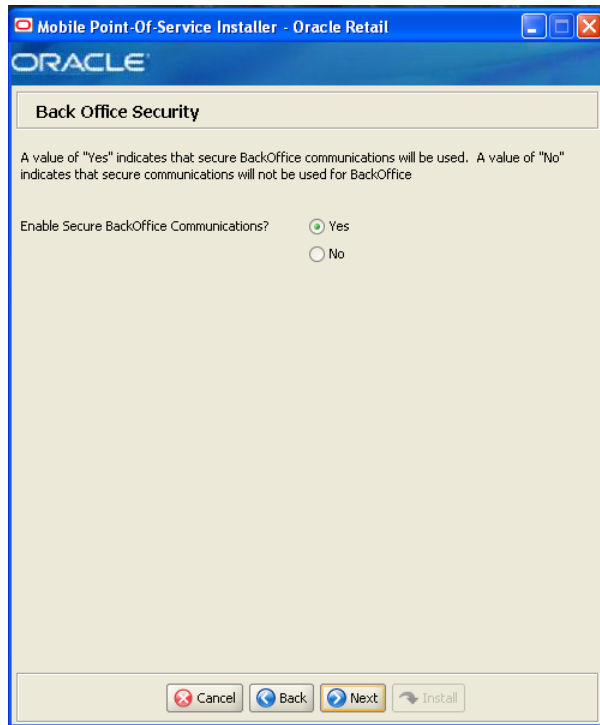 Mobile Point-Of-Service Installer - Oracle Retail
ORACLE
Back Office Security
A value of "Yes" indicates that secure BackOffice communications will be used. A value of "No"
indicates that secure communications will not be used for BackOffice
Enable Secure BackOffice Communications? Yes
No
Cancel Back Next Install